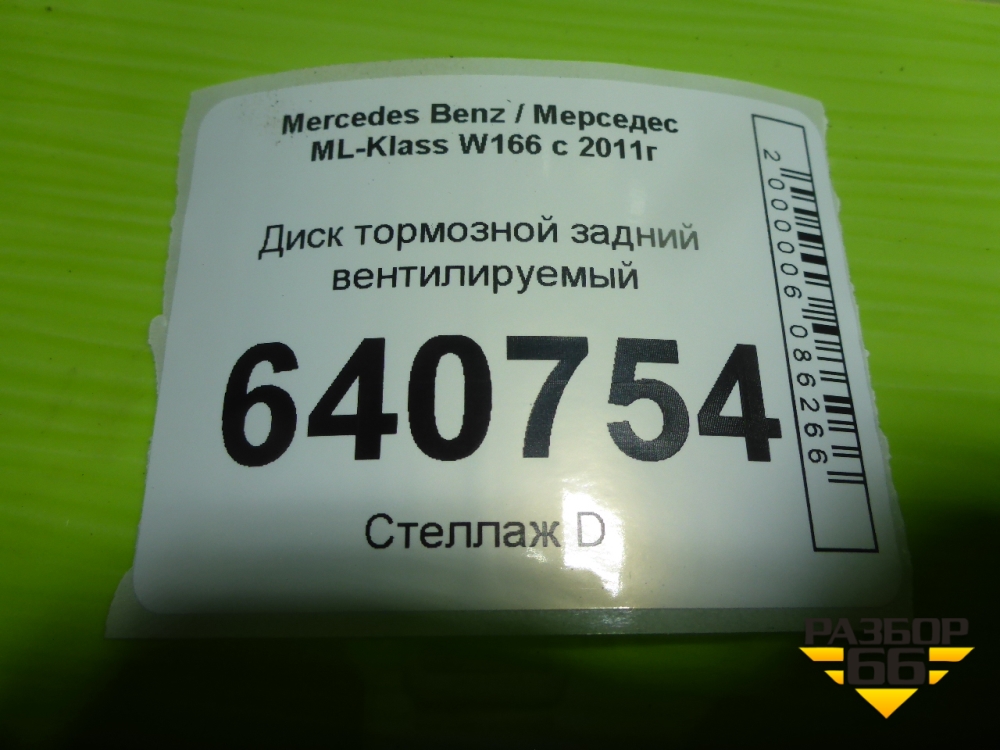 Mercedes Benz / Мерседес
ML-Klass W166 с 2011г
Диск тормозной задний
вентилируемый
640754
Стеллаж D
2000006086266
РАЗБОР
66